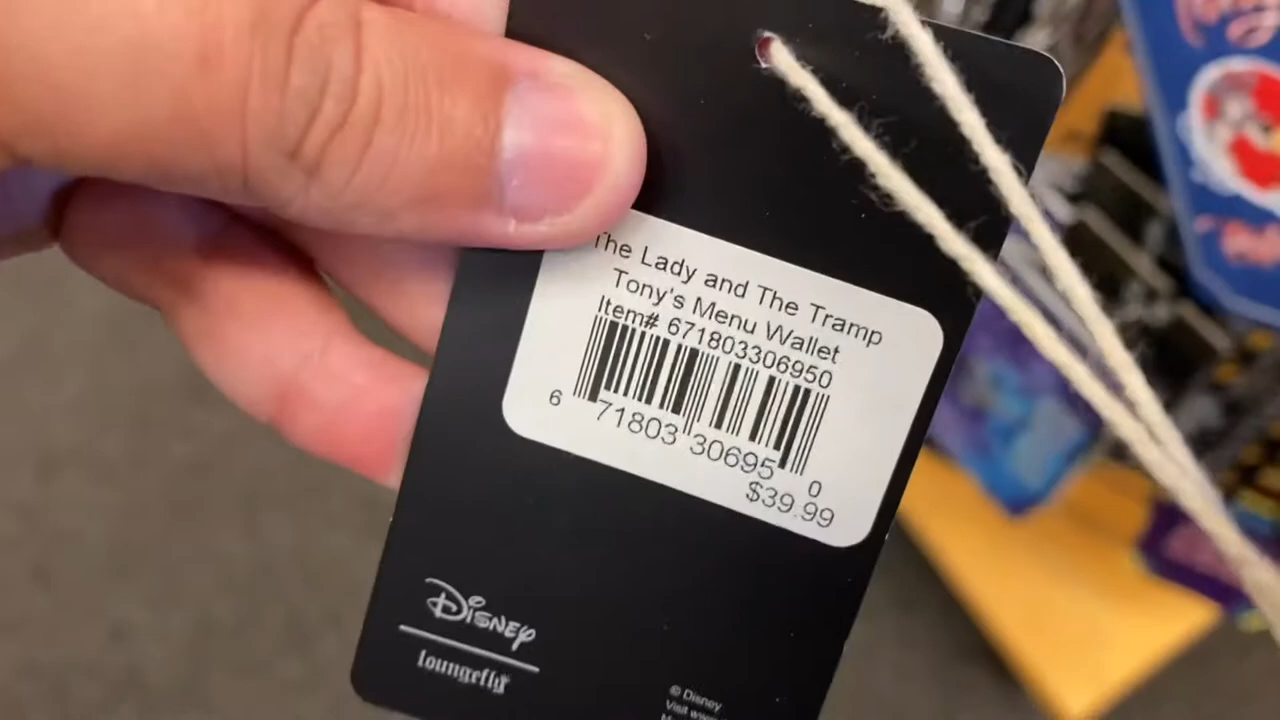 The Lady and The Tramp
Tony's Menu Wallet
Item# 671803306950
6 71803 30695 0
$39.99
Disney
loungefly
© Disney
Visit